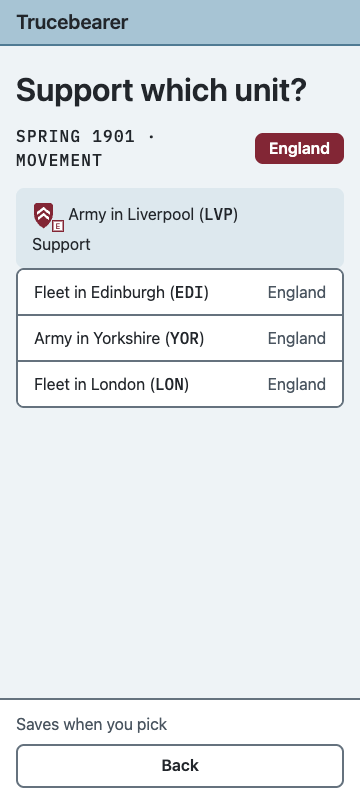 Trucebearer
Support which unit?
SPRING 1901 ·
MOVEMENT
England
E
Army in Liverpool (LVP)
Support
Fleet in Edinburgh (EDI) England
Army in Yorkshire (YOR) England
Fleet in London (LON) England
Saves when you pick
Back